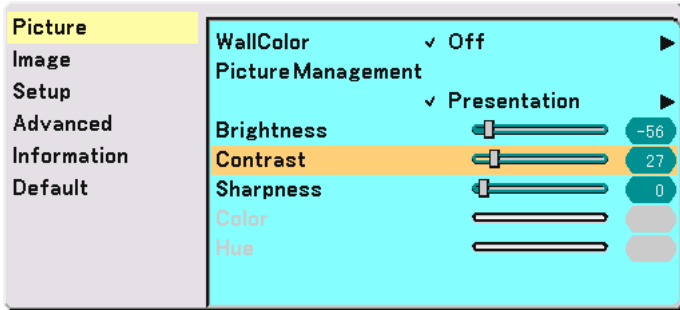 Picture
Image
Setup
Advanced
Information
Default
WallColor ✓ Off ▶
Picture Management
✓ Presentation ▶
Brightness -56
Contrast 27
Sharpness 0
Color
Hue